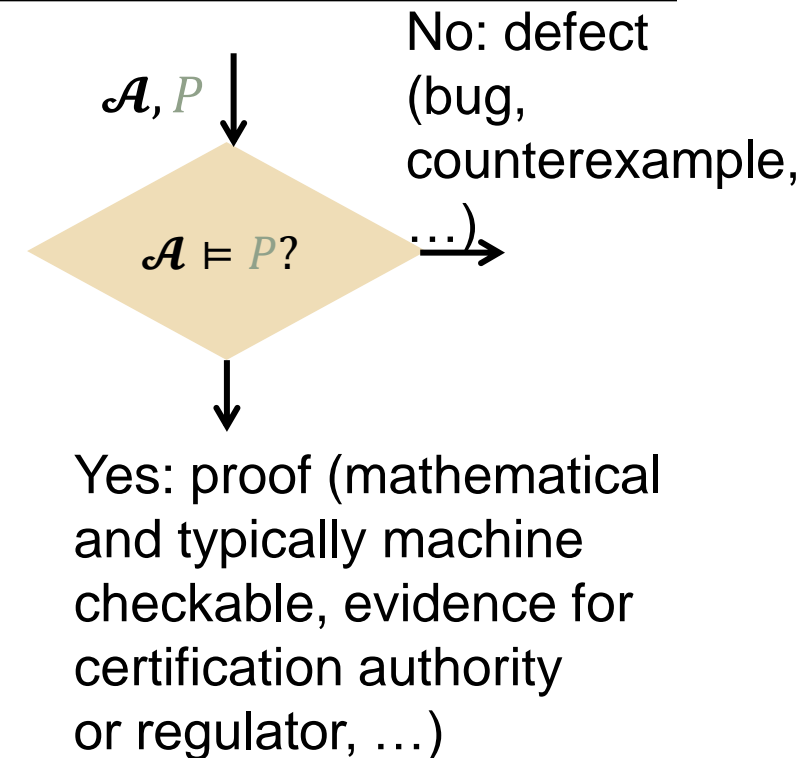 𝓐, P
No: defect
(bug,
counterexample,
…)
𝓐 ⊨ P?
Yes: proof (mathematical
and typically machine
checkable, evidence for
certification authority
or regulator, …)